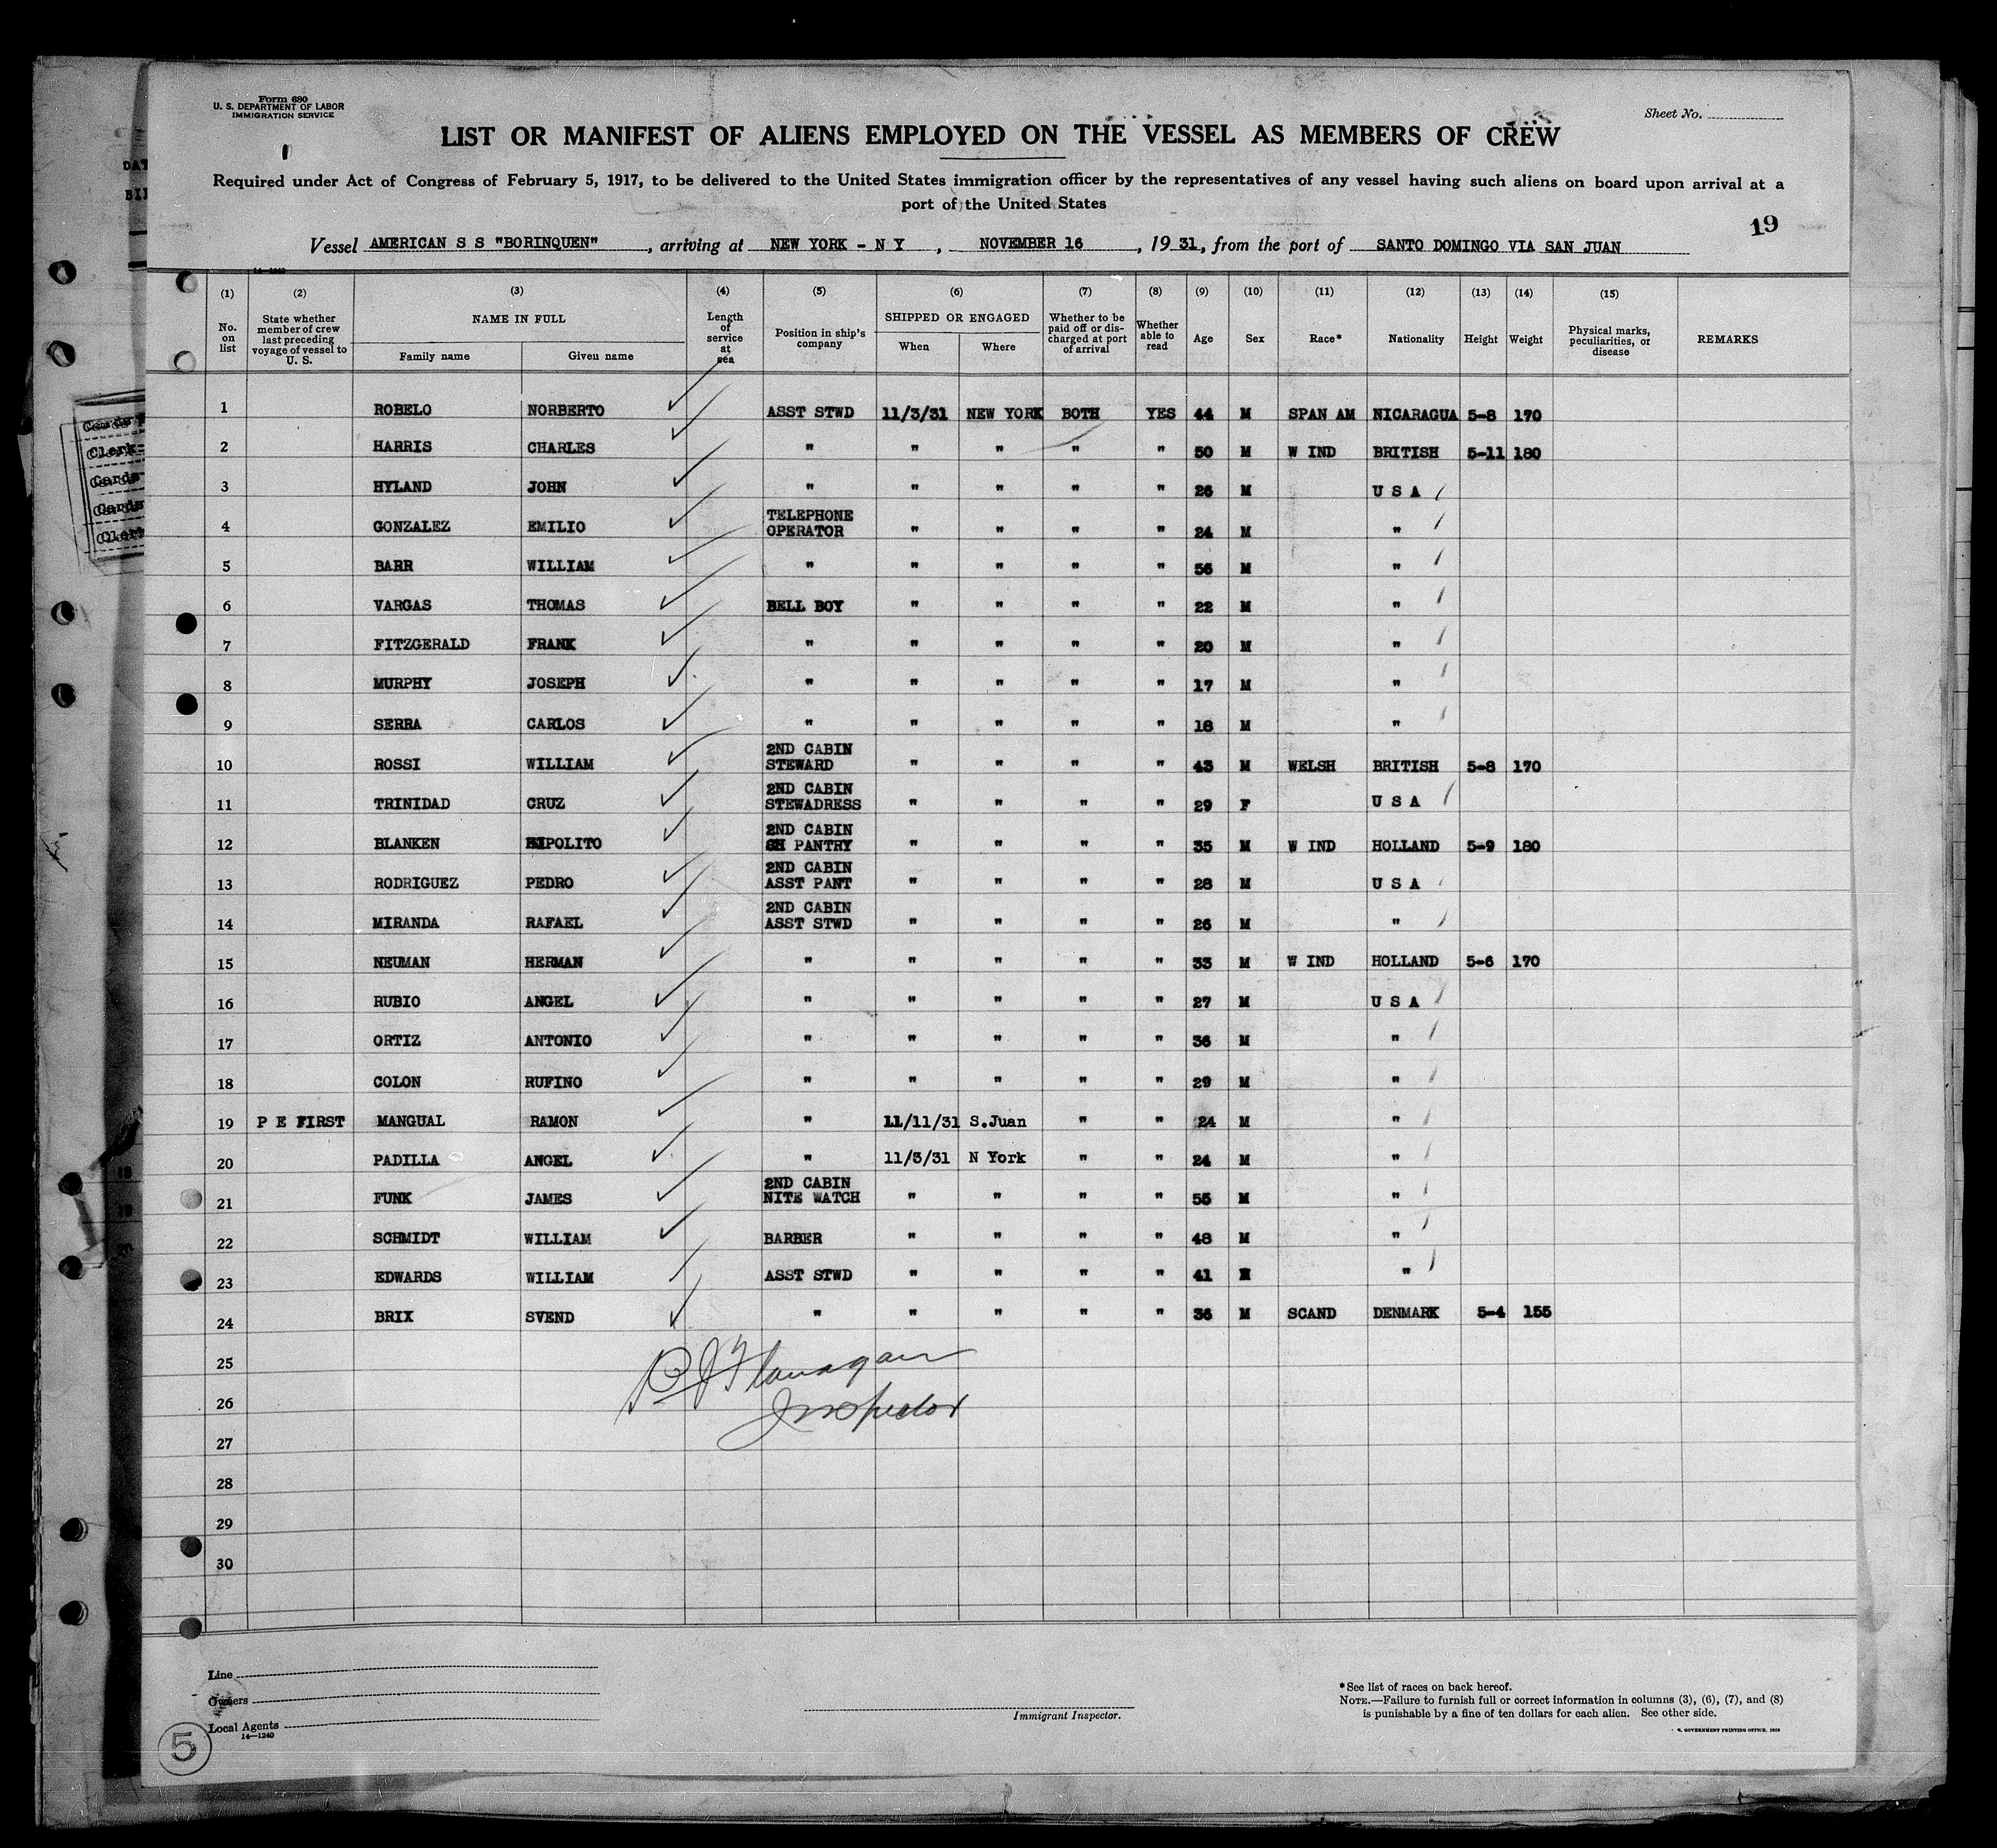 Form 680
U. S. DEPARTMENT OF LABOR
IMMIGRATION SERVICE
Sheet No.
LIST OR MANIFEST OF ALIENS EMPLOYED ON THE VESSEL AS MEMBERS OF CREW
Required under Act of Congress of February 5, 1917, to be delivered to the United States immigration officer by the representatives of any vessel having such aliens on board upon arrival at a
port of the United States
19
Vessel AMERICAN S S "BORINQUEN", arriving at NEW YORK - N Y, NOVEMBER 16, 1931, from the port of SANTO DOMINGO VIA SAN JUAN
14-1240
(1) No. on list (2) State whether member of crew last preceding voyage of vessel to U. S. (3) NAME IN FULL Family name Given name (4) Length of service at sea (5) Position in ship's company (6) SHIPPED OR ENGAGED When Where (7) Whether to be paid off or discharged at port of arrival (8) Whether able to read (9) Age (10) Sex (11) Race* (12) Nationality (13) Height (14) Weight (15) Physical marks, peculiarities, or disease REMARKS
1 ROBELO NORBERTO ASST STWD 11/3/31 NEW YORK BOTH YES 44 M SPAN AM NICARAGUA 5-8 170
2 HARRIS CHARLES " " " " " 50 M W IND BRITISH 5-11 180
3 HYLAND JOHN " " " " " 26 M U S A
4 GONZALEZ EMILIO TELEPHONE OPERATOR " " " " 24 M "
5 BARR WILLIAM " " " " " 56 M "
6 VARGAS THOMAS BELL BOY " " " " 22 M "
7 FITZGERALD FRANK " " " " " 20 M "
8 MURPHY JOSEPH " " " " " 17 M "
9 SERRA CARLOS " " " " " 18 M "
10 ROSSI WILLIAM 2ND CABIN STEWARD " " " " 43 M WELSH BRITISH 5-8 170
11 TRINIDAD CRUZ 2ND CABIN STEWADRESS " " " " 29 F U S A
12 BLANKEN HIPOLITO 2ND CABIN PANTRY " " " " 35 M W IND HOLLAND 5-9 180
13 RODRIGUEZ PEDRO 2ND CABIN ASST PANT " " " " 28 M U S A
14 MIRANDA RAFAEL 2ND CABIN ASST STWD " " " " 26 M "
15 NEUMAN HERMAN " " " " " 33 M W IND HOLLAND 5-6 170
16 RUBIO ANGEL " " " " " 27 M U S A
17 ORTIZ ANTONIO " " " " " 36 M "
18 COLON RUFINO " " " " " 29 M "
19 P E FIRST MANGUAL RAMON " 11/11/31 S.Juan " " 24 M "
20 PADILLA ANGEL " 11/3/31 N York " " 24 M "
21 FUNK JAMES 2ND CABIN NITE WATCH " " " " 55 M "
22 SCHMIDT WILLIAM BARBER " " " " 48 M "
23 EDWARDS WILLIAM ASST STWD " " " " 41 M "
24 BRIX SVEND " " " " " 36 M SCAND DENMARK 5-4 155
25
Flanagan
26
Inspector
27
28
29
30
Line
Owners
Local Agents
14-1240
5
Immigrant Inspector.
*See list of races on back hereof.
NOTE.—Failure to furnish full or correct information in columns (3), (6), (7), and (8)
is punishable by a fine of ten dollars for each alien. See other side.